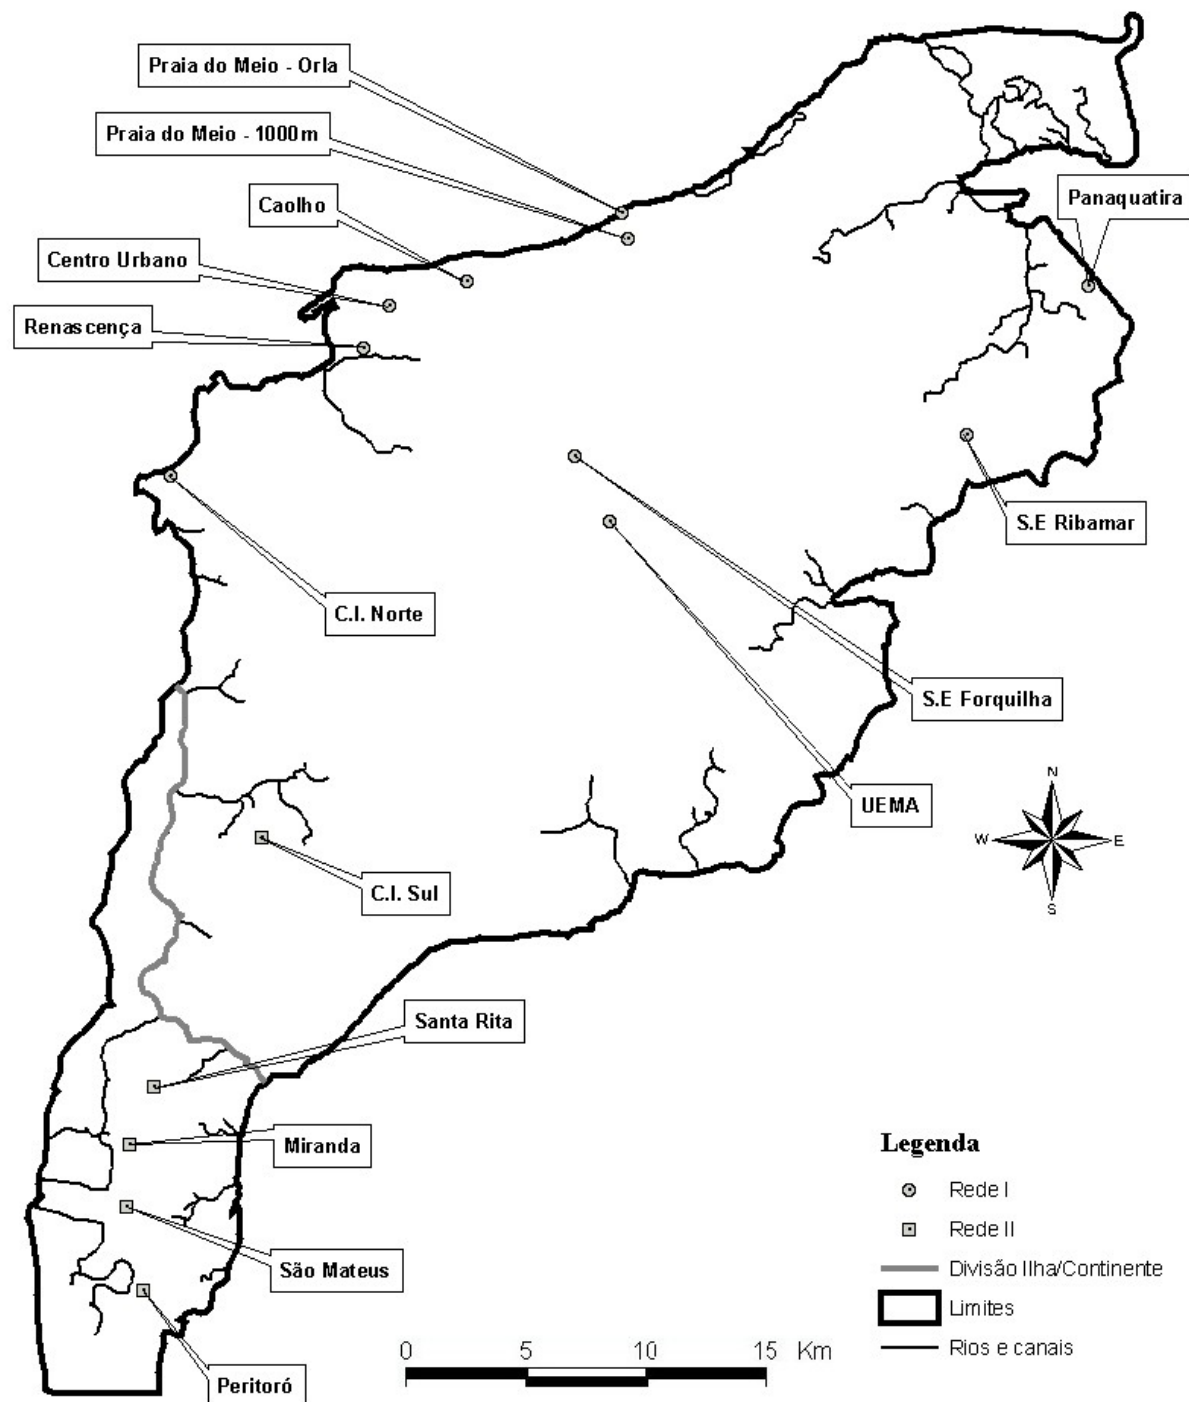 Praia do Meio - Orla
Praia do Meio - 1000m
Caolho
Panaquatira
Centro Urbano
Renascença
S.E Ribamar
C.I. Norte
S.E Forquilha
UEMA
N
W
E
S
C.I. Sul
Santa Rita
Miranda
São Mateus
Peritoró
Legenda
Rede I
Rede II
Divisão Ilha/Continente
Limites
Rios e canais
0 5 10 15 Km